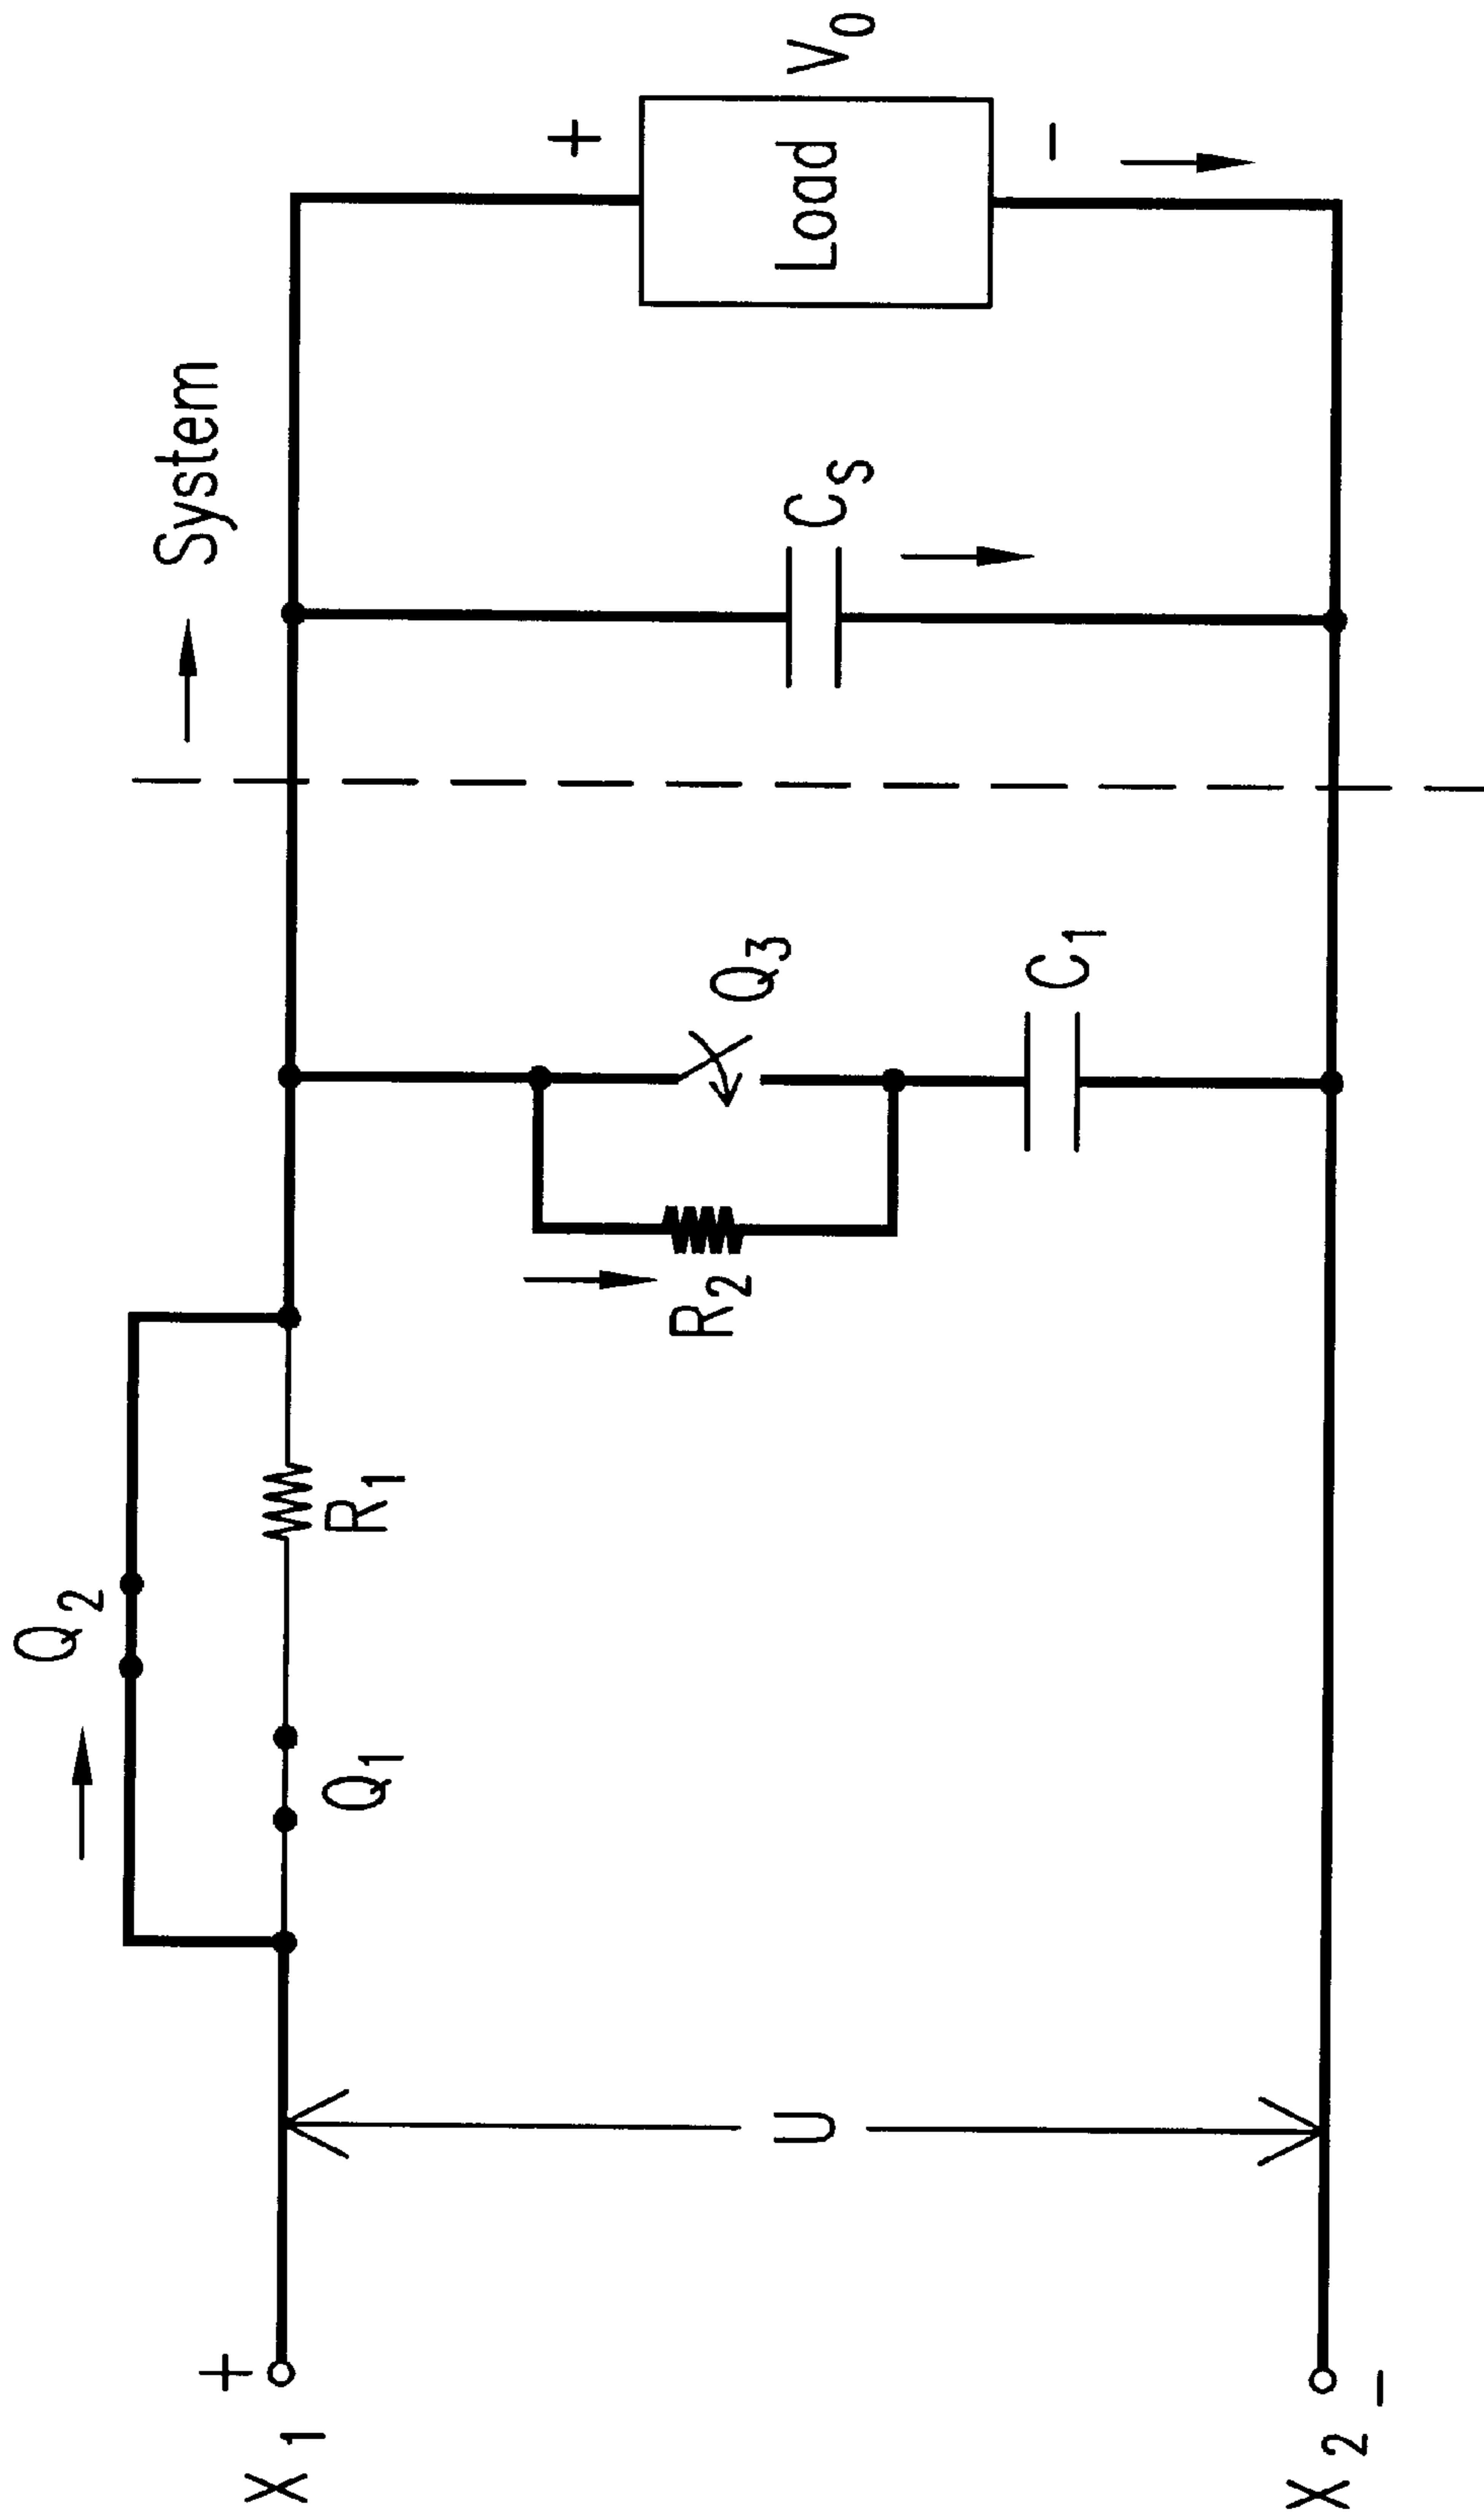 Q2
Q1
R1
System
X1
+
U
R2
Q3
C1
CS
+
Load
V0
-
X2
-